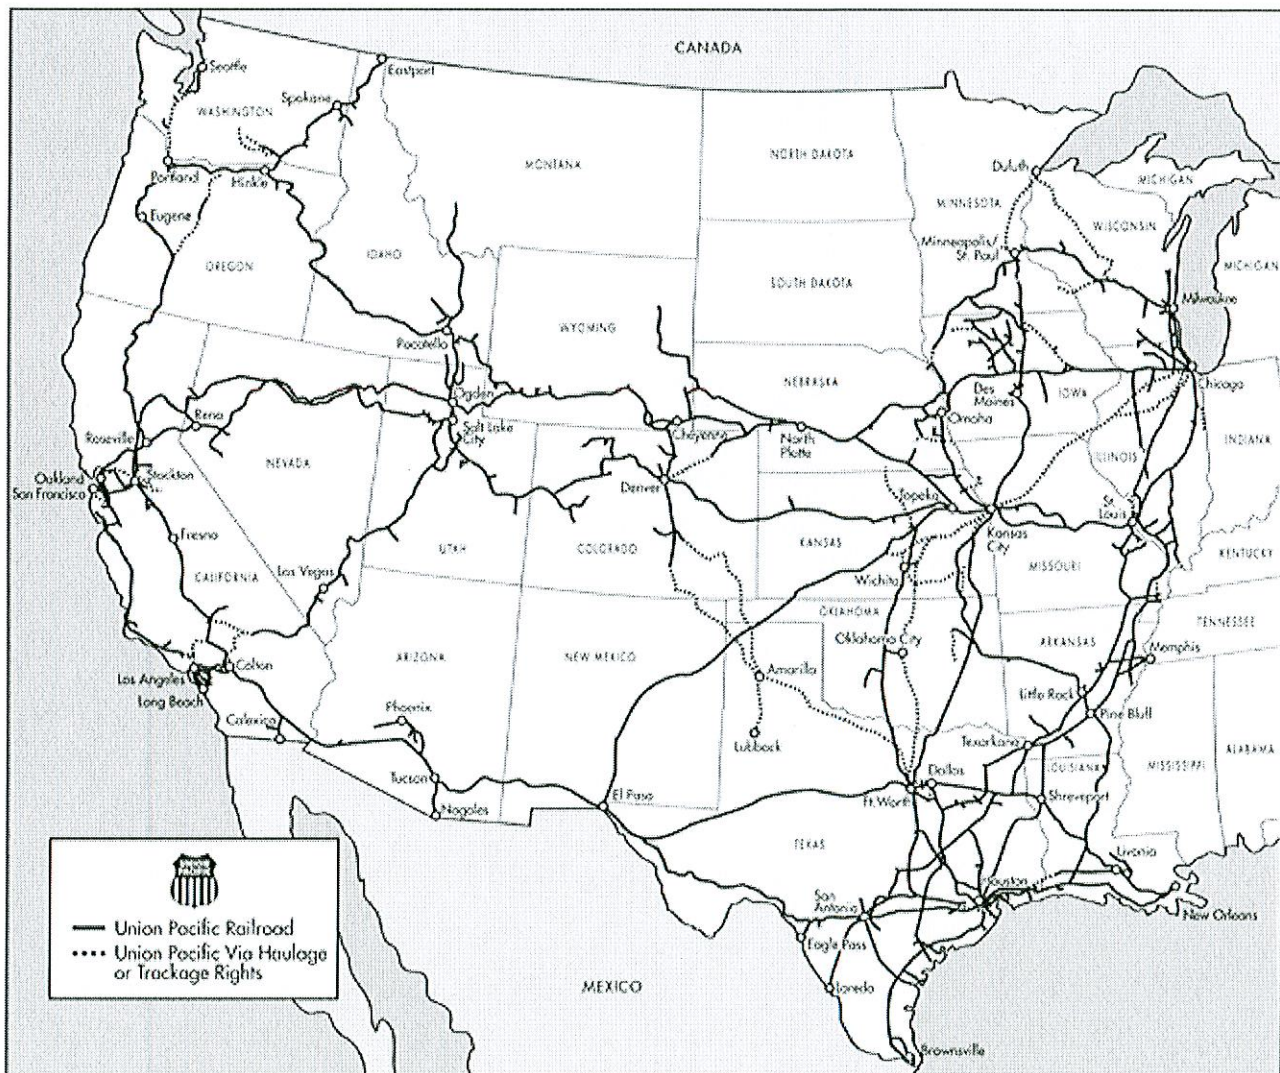 CANADA
Seattle
Eastport
Spokane
WASHINGTON
MONTANA
NORTH DAKOTA
Duluth
MICHIGAN
MINNESOTA
WISCONSIN
Portland
Hinkle
Eugene
Minneapolis/
St. Paul
OREGON
IDAHO
MICHIGAN
SOUTH DAKOTA
Milwaukee
WYOMING
Pocatello
NEBRASKA
Chicago
Ogden
Des
Moines
IOWA
Omaha
Reno
Salt Lake
City
Cheyenne
North
Platte
Roseville
ILLINOIS
INDIANA
NEVADA
Oakland
San Francisco
Stockton
Denver
Topeka
St.
Louis
Fresno
UTAH
COLORADO
KANSAS
Kansas
City
KENTUCKY
Las Vegas
CALIFORNIA
Wichita
MISSOURI
OKLAHOMA
TENNESSEE
Oklahoma City
ARKANSAS
Memphis
ARIZONA
NEW MEXICO
Colton
Los Angeles
Amarillo
Long Beach
Little Rock
Phoenix
Pine Bluff
Calexico
Lubbock
Texarkana
ALABAMA
LOUISIANA
MISSISSIPPI
Tucson
Dallas
El Paso
Ft. Worth
Shreveport
Nogales
TEXAS
Livonia
Houston
San
Antonio
New Orleans
Eagle Pass
Laredo
MEXICO
Brownsville
Union Pacific Railroad
Union Pacific Via Haulage
or Trackage Rights